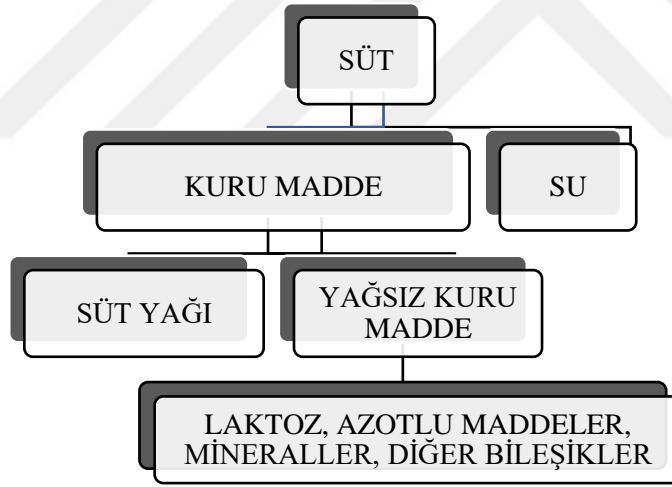 SÜT
KURU MADDE
SU
SÜT YAĞI
YAĞSIZ KURU
MADDE
LAKTOZ, AZOTLU MADDELER,
MİNERALLER, DİĞER BİLEŞİKLER